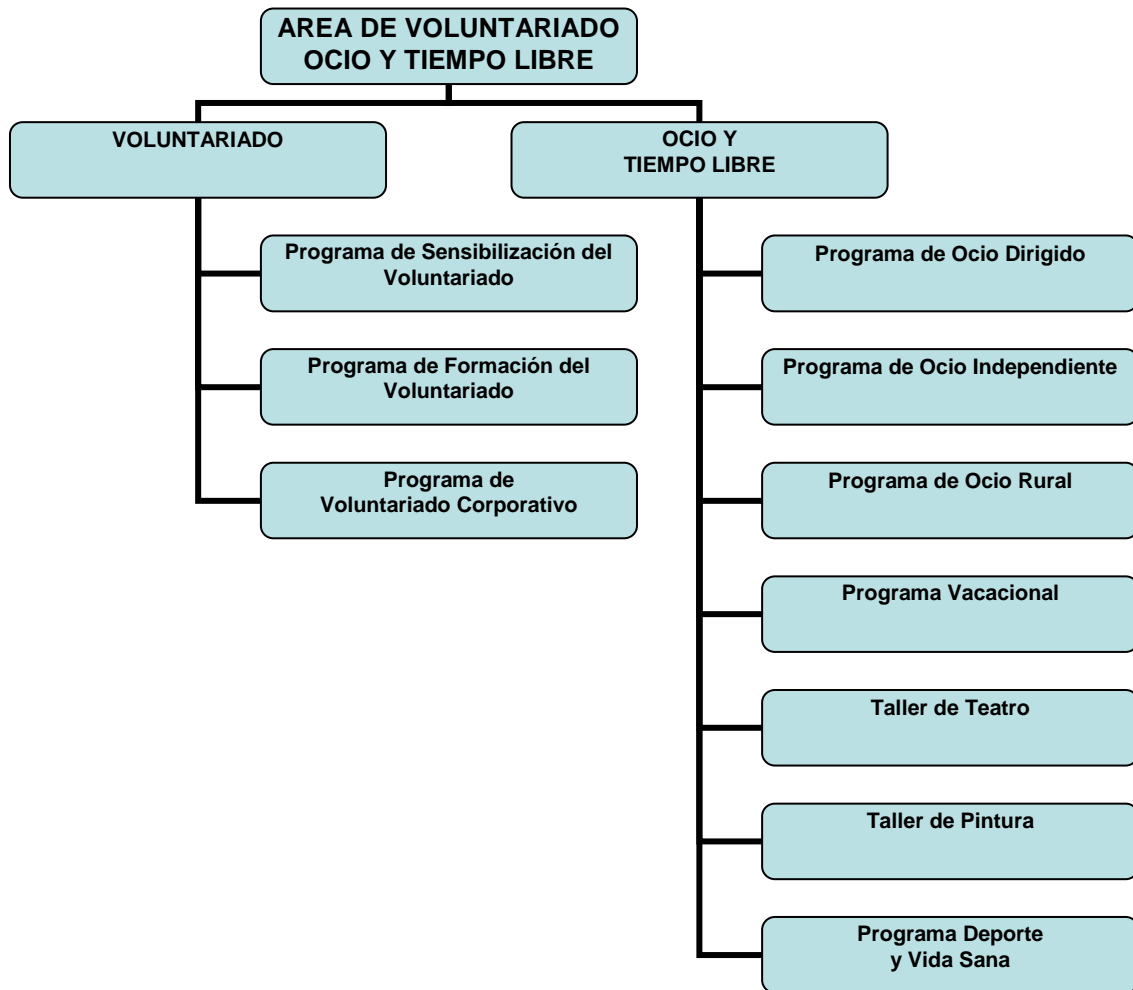 AREA DE VOLUNTARIADO
OCIO Y TIEMPO LIBRE
VOLUNTARIADO
OCIO Y
TIEMPO LIBRE
Programa de Sensibilización del
Voluntariado
Programa de Formación del
Voluntariado
Programa de
Voluntariado Corporativo
Programa de Ocio Dirigido
Programa de Ocio Independiente
Programa de Ocio Rural
Programa Vacacional
Taller de Teatro
Taller de Pintura
Programa Deporte
y Vida Sana